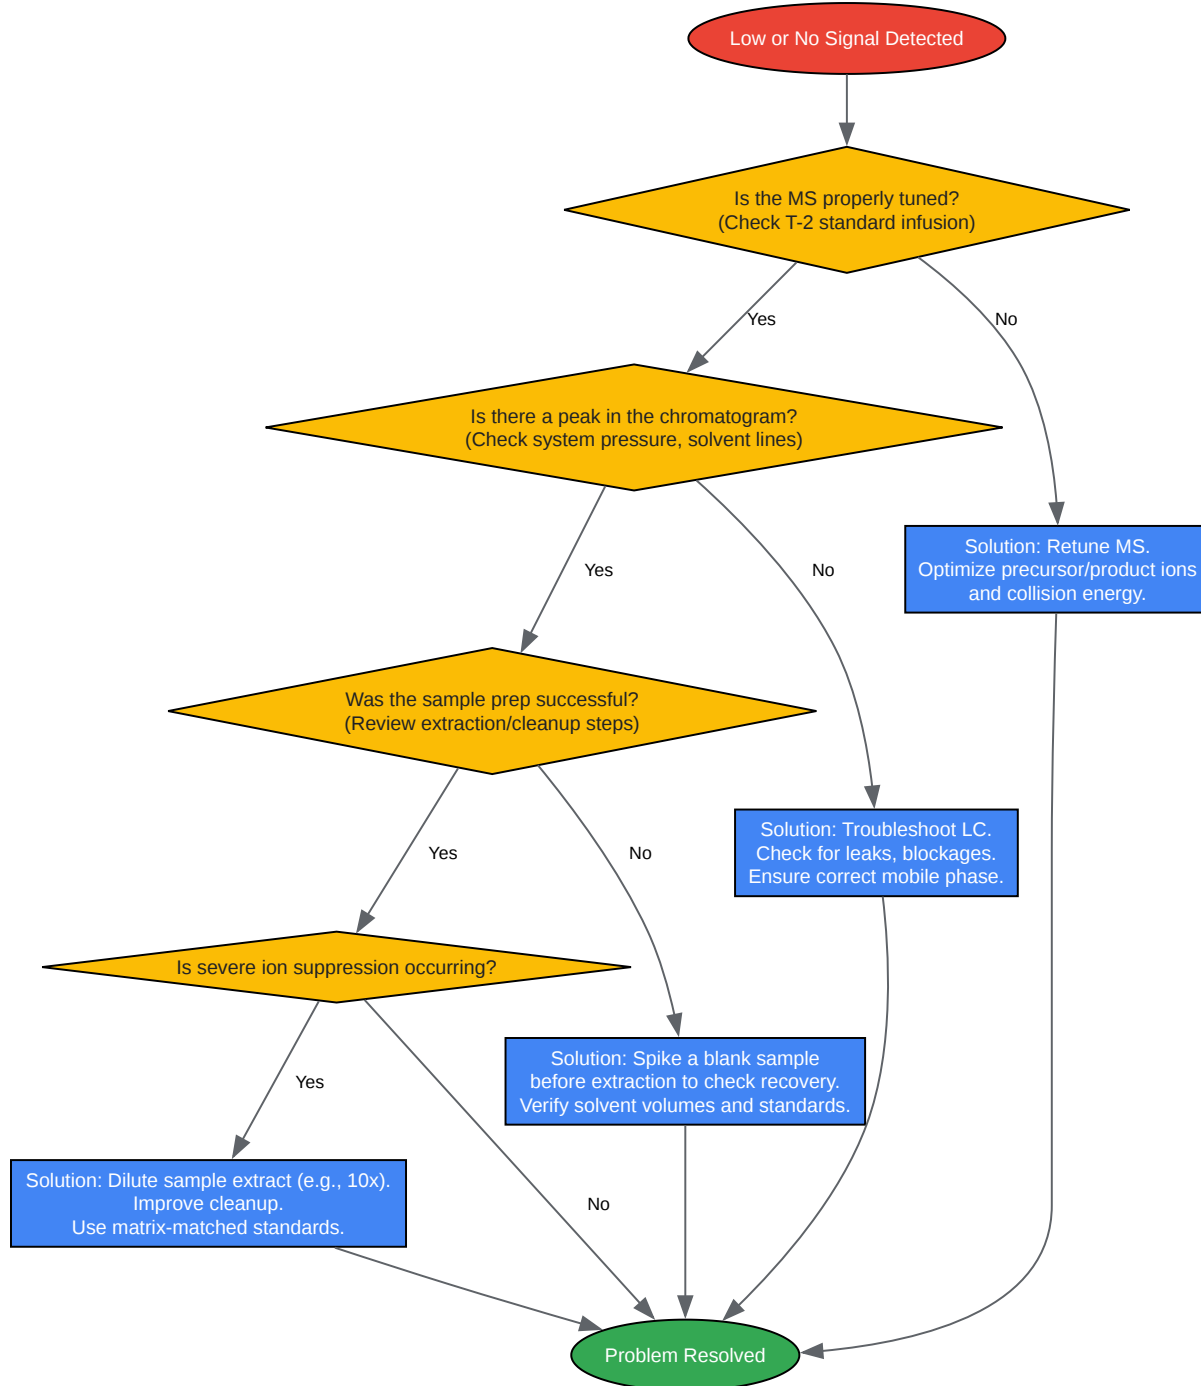 Low or No Signal Detected
Is the MS properly tuned?
(Check T-2 standard infusion)
Yes
No
Is there a peak in the chromatogram?
(Check system pressure, solvent lines)
Solution: Retune MS.
Optimize precursor/product ions
and collision energy.
Yes
No
Was the sample prep successful?
(Review extraction/cleanup steps)
Solution: Troubleshoot LC.
Check for leaks, blockages.
Ensure correct mobile phase.
Yes
No
Is severe ion suppression occurring?
Solution: Spike a blank sample
before extraction to check recovery.
Verify solvent volumes and standards.
Yes
No
Solution: Dilute sample extract (e.g., 10x).
Improve cleanup.
Use matrix-matched standards.
Problem Resolved